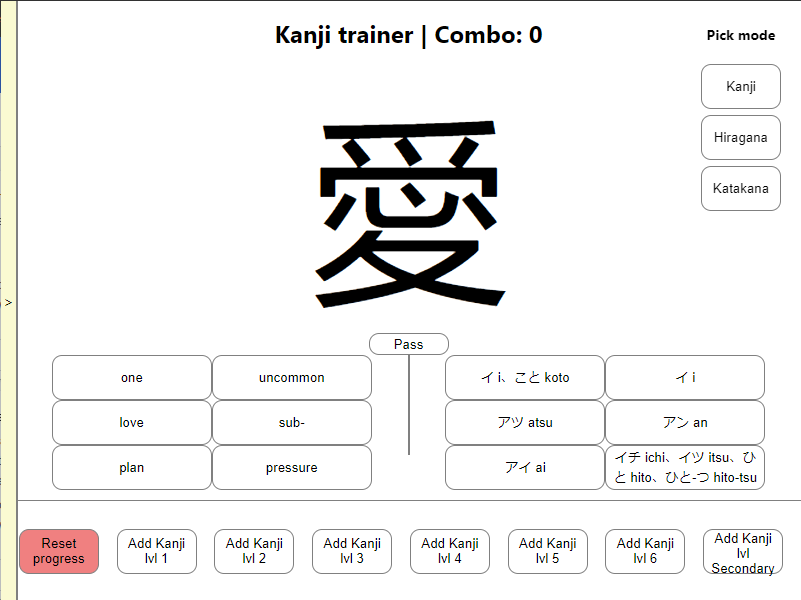 Kanji trainer | Combo: 0
Pick mode
Kanji
Hiragana
Katakana
愛
>
Pass
one
uncommon
イ i、こと koto
イ i
love
sub-
アツ atsu
アン an
plan
pressure
アイ ai
イチ ichi、イツ itsu、ひ
と hito、ひと-つ hito-tsu
Reset
progress
Add Kanji
lvl 1
Add Kanji
lvl 2
Add Kanji
lvl 3
Add Kanji
lvl 4
Add Kanji
lvl 5
Add Kanji
lvl 6
Add Kanji
lvl
Secondary